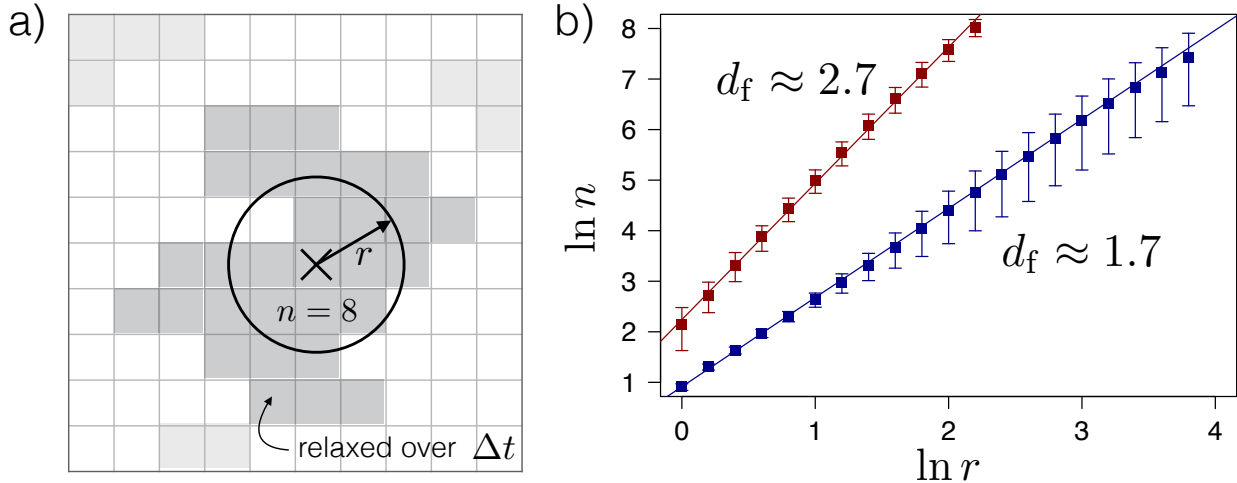 a)
r
n = 8
relaxed over Δt
b)
8
7
6
5
4
3
2
1
ln n
d_f ≈ 2.7
d_f ≈ 1.7
0 1 2 3 4
ln r